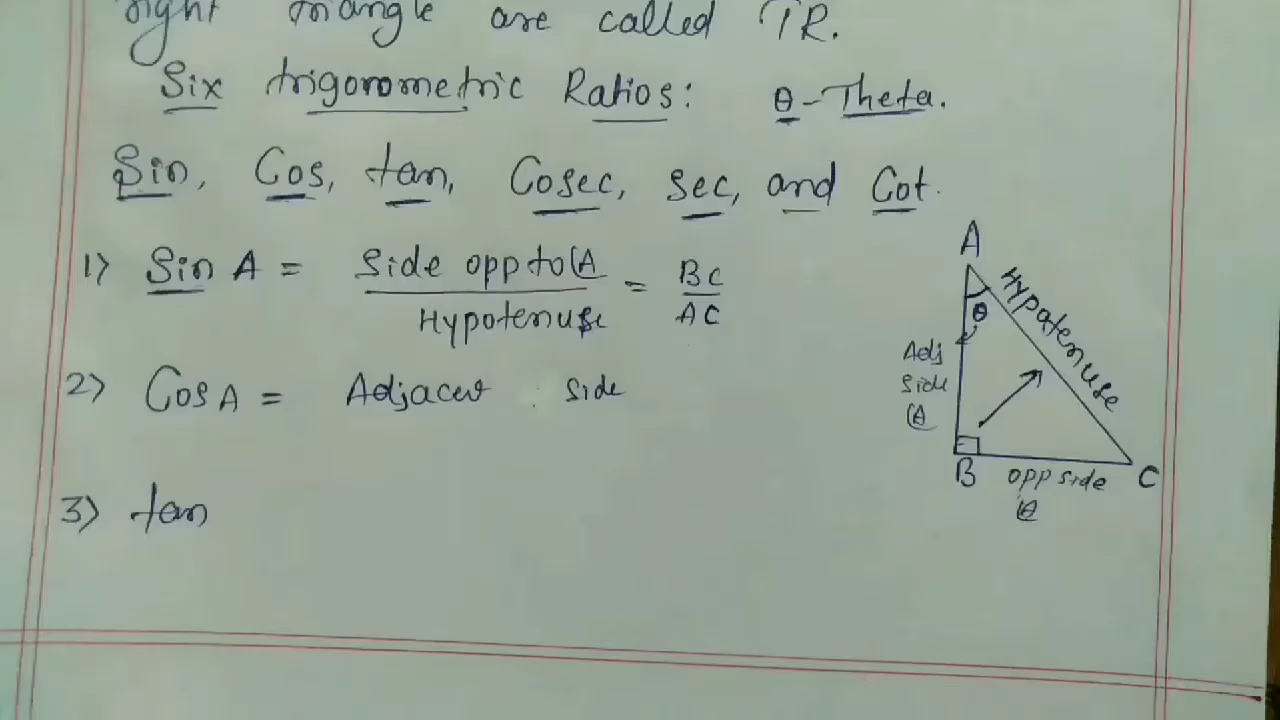 right triangle are called TR.
Six trigonometric Ratios: θ-Theta.
Sin, Cos, tan, Cosec, sec, and Cot.
1) Sin A = Side opp to A / Hypotenuse = BC / AC
2) Cos A = Adjacent side
3) tan
A
Hypotenuse
θ
Adj
side
B
opp side
C